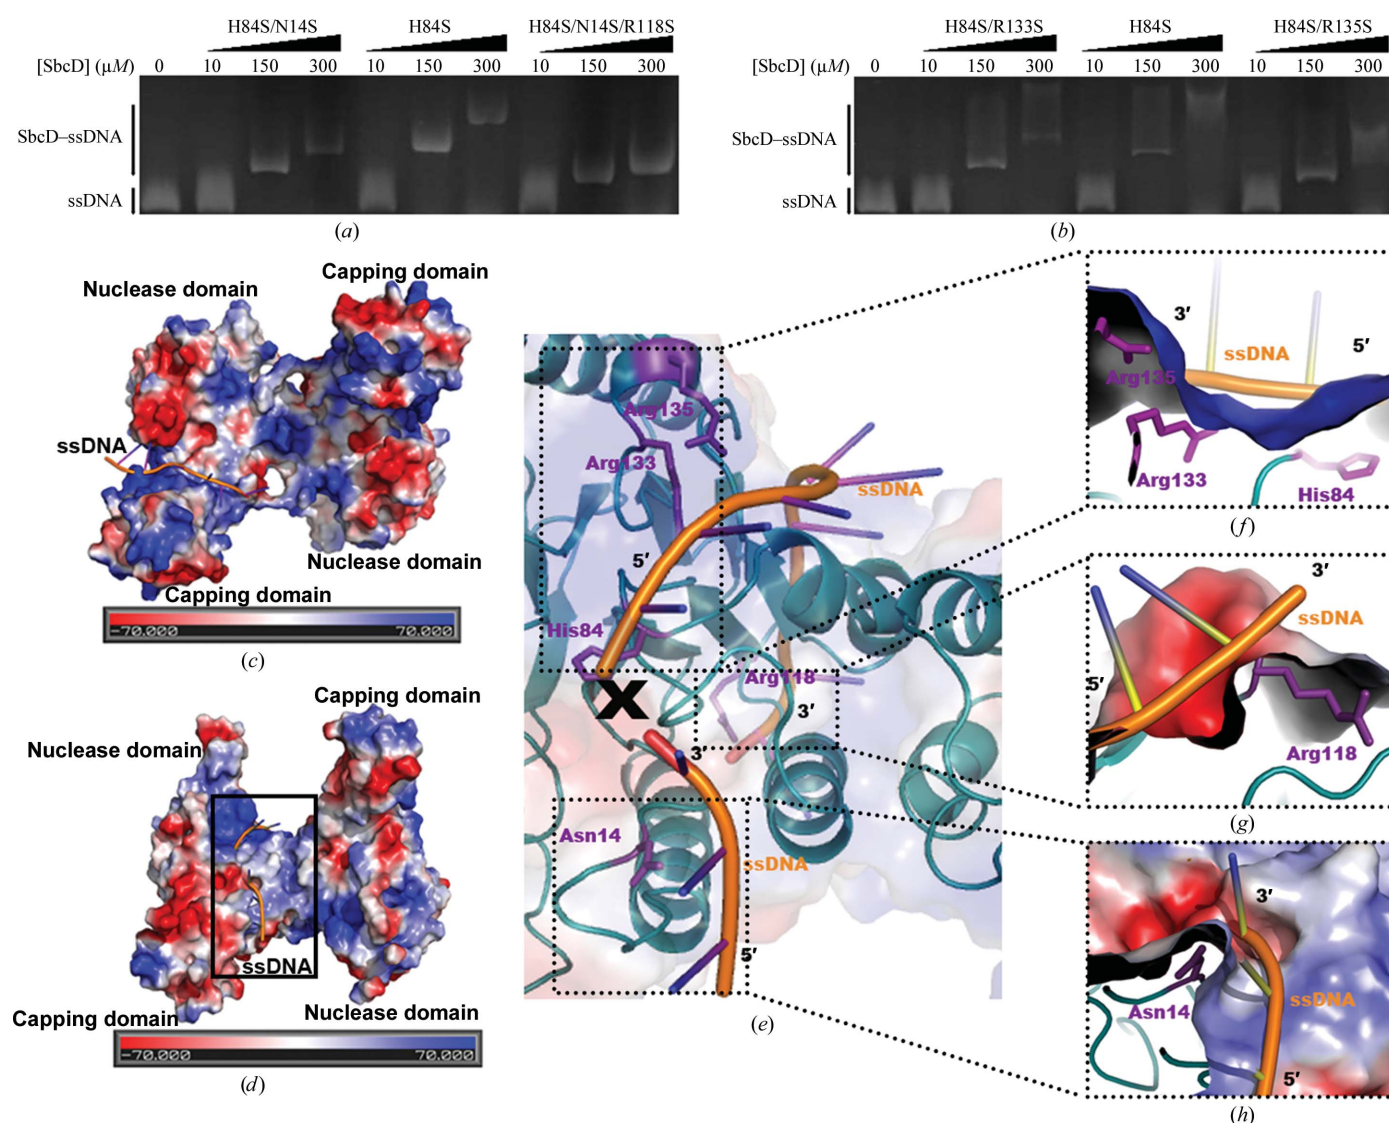 H84S/N14S H84S H84S/N14S/R118S
[SbcD] (µM) 0 10 150 300 10 150 300 10 150 300
SbcD–ssDNA
ssDNA
(a)
H84S/R133S H84S H84S/R135S
[SbcD] (µM) 0 10 150 300 10 150 300 10 150 300
SbcD–ssDNA
ssDNA
(b)
Capping domain
Nuclease domain
ssDNA
Nuclease domain
Capping domain
-70.000 70.000
(c)
Capping domain
Nuclease domain
ssDNA
Nuclease domain
Capping domain
-70.000 70.000
(d)
Arg135
Arg133
ssDNA
5′
His84
Arg118
X
3′
3′
Asn14
ssDNA
5′
(e)
3′
ssDNA
5′
Arg135
Arg133
His84
(f)
3′
ssDNA
5′
Arg118
(g)
3′
ssDNA
Asn14
5′
(h)